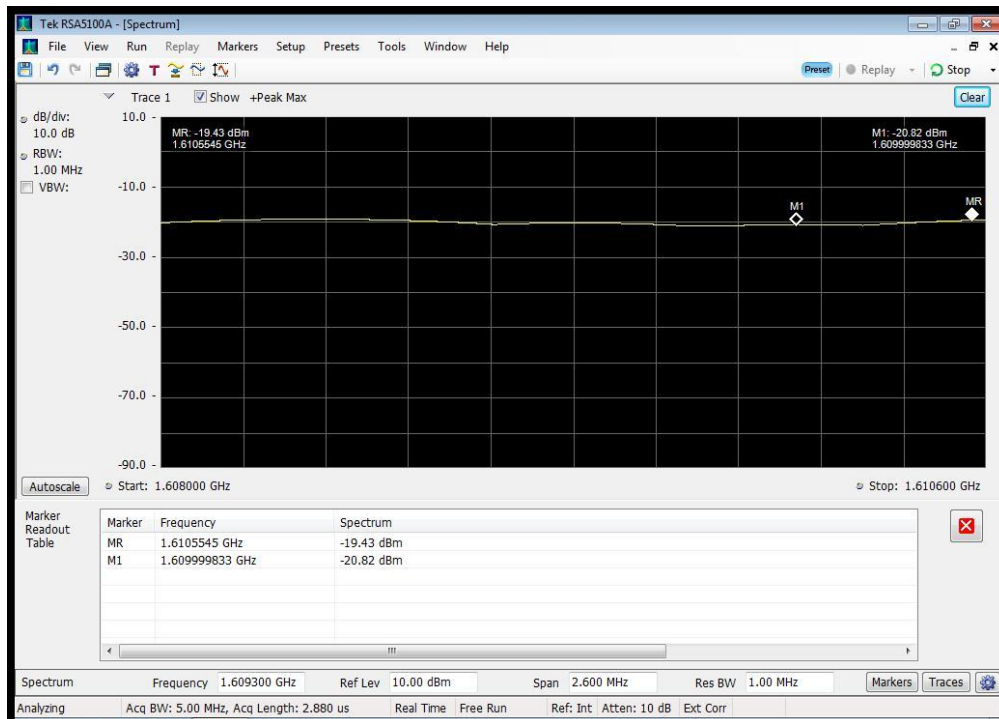 Tek RSA5100A - [Spectrum]
File View Run Replay Markers Setup Presets Tools Window Help
T Preset Replay Stop
Trace 1 Show +Peak Max Clear
dB/div: 10.0 dB
RBW: 1.00 MHz
VBW:
10.0 -
-10.0 -
-30.0 -
-50.0 -
-70.0 -
-90.0 -
MR: -19.43 dBm
1.6105545 GHz
M1: -20.82 dBm
1.609999833 GHz
M1
MR
Autoscale Start: 1.608000 GHz Stop: 1.610600 GHz
Marker Readout Table
Marker Frequency Spectrum
MR 1.6105545 GHz -19.43 dBm
M1 1.609999833 GHz -20.82 dBm
Spectrum Frequency 1.609300 GHz Ref Lev 10.00 dBm Span 2.600 MHz Res BW 1.00 MHz Markers Traces
Analyzing Acq BW: 5.00 MHz, Acq Length: 2.880 us Real Time Free Run Ref: Int Atten: 10 dB Ext Corr